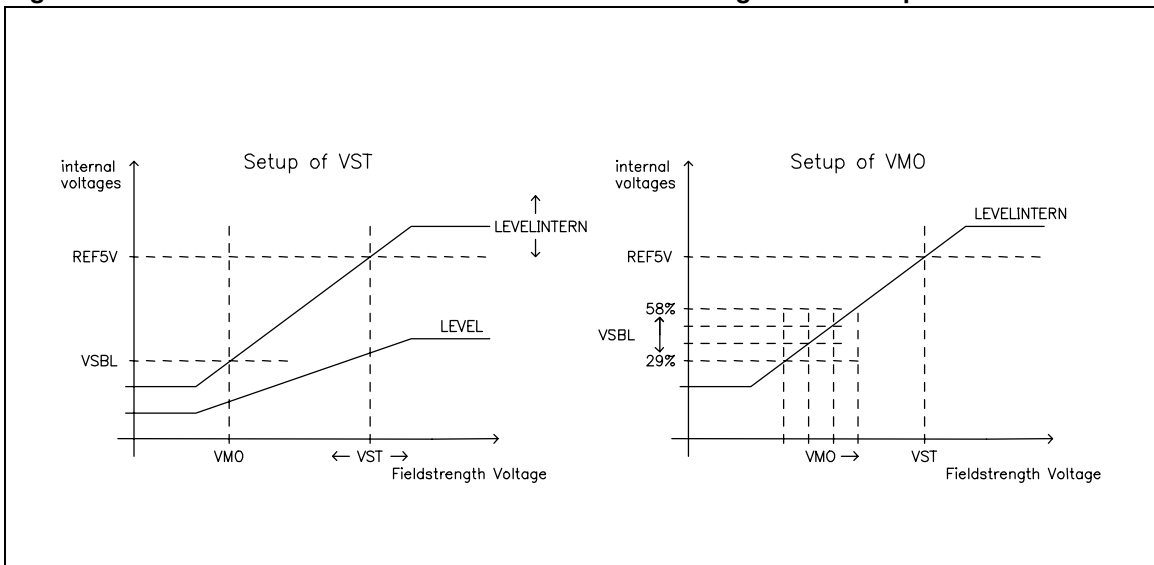 Setup of VST
internal
voltages
LEVELINTERN
REF5V
LEVEL
VSBL
VMO
← VST →
Fieldstrength Voltage
Setup of VMO
internal
voltages
LEVELINTERN
REF5V
58%
VSBL
29%
VMO →
VST
Fieldstrength Voltage